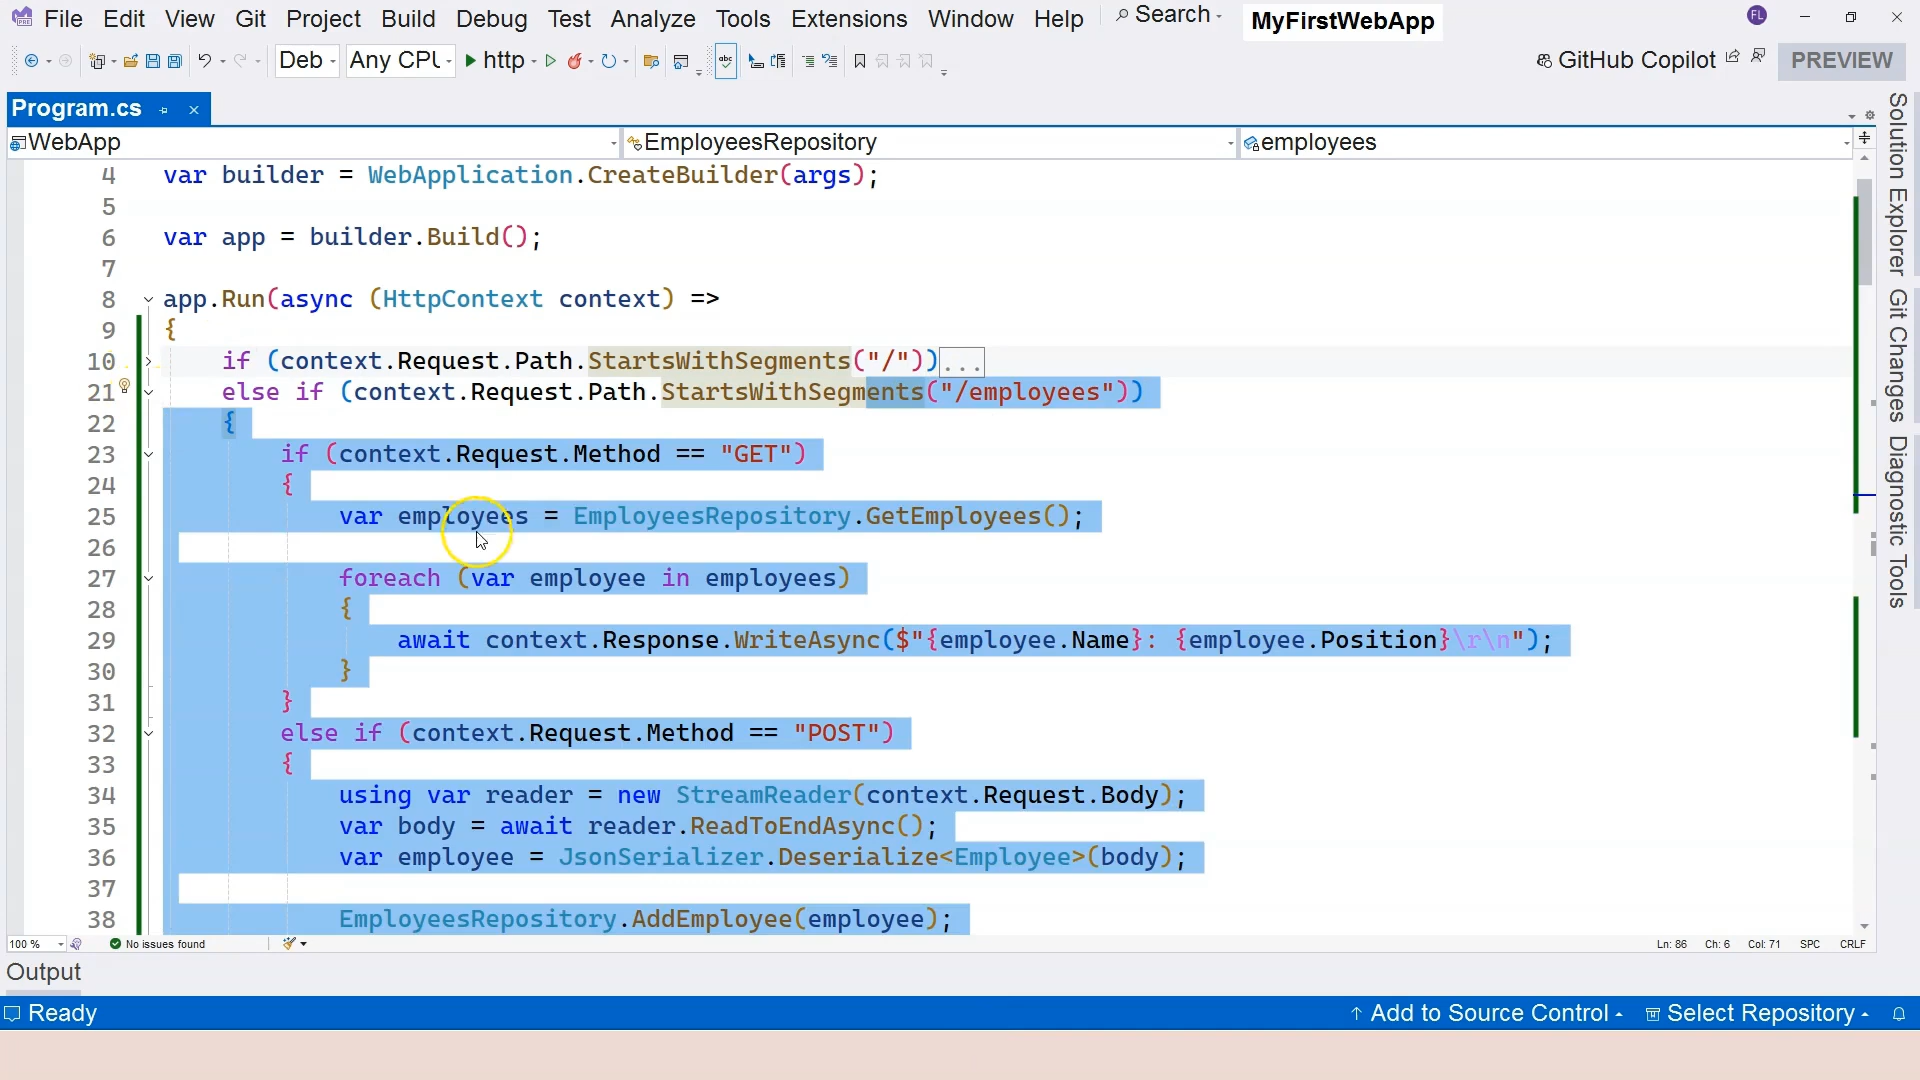 File Edit View Git Project Build Debug Test Analyze Tools Extensions Window Help Search MyFirstWebApp FL
Deb Any CPU http GitHub Copilot PREVIEW
Program.cs
WebApp EmployeesRepository employees
4 var builder = WebApplication.CreateBuilder(args);
5
6 var app = builder.Build();
7
8 app.Run(async (HttpContext context) =>
9 {
10 if (context.Request.Path.StartsWithSegments("/"))...
21 else if (context.Request.Path.StartsWithSegments("/employees"))
22 {
23 if (context.Request.Method == "GET")
24 {
25 var employees = EmployeesRepository.GetEmployees();
26
27 foreach (var employee in employees)
28 {
29 await context.Response.WriteAsync($"{employee.Name}: {employee.Position}\r\n");
30 }
31 }
32 else if (context.Request.Method == "POST")
33 {
34 using var reader = new StreamReader(context.Request.Body);
35 var body = await reader.ReadToEndAsync();
36 var employee = JsonSerializer.Deserialize<Employee>(body);
37
38 EmployeesRepository.AddEmployee(employee);
100 % No issues found Ln: 86 Ch: 6 Col: 71 SPC CRLF
Output
Ready Add to Source Control Select Repository
Solution Explorer
Git Changes
Diagnostic Tools